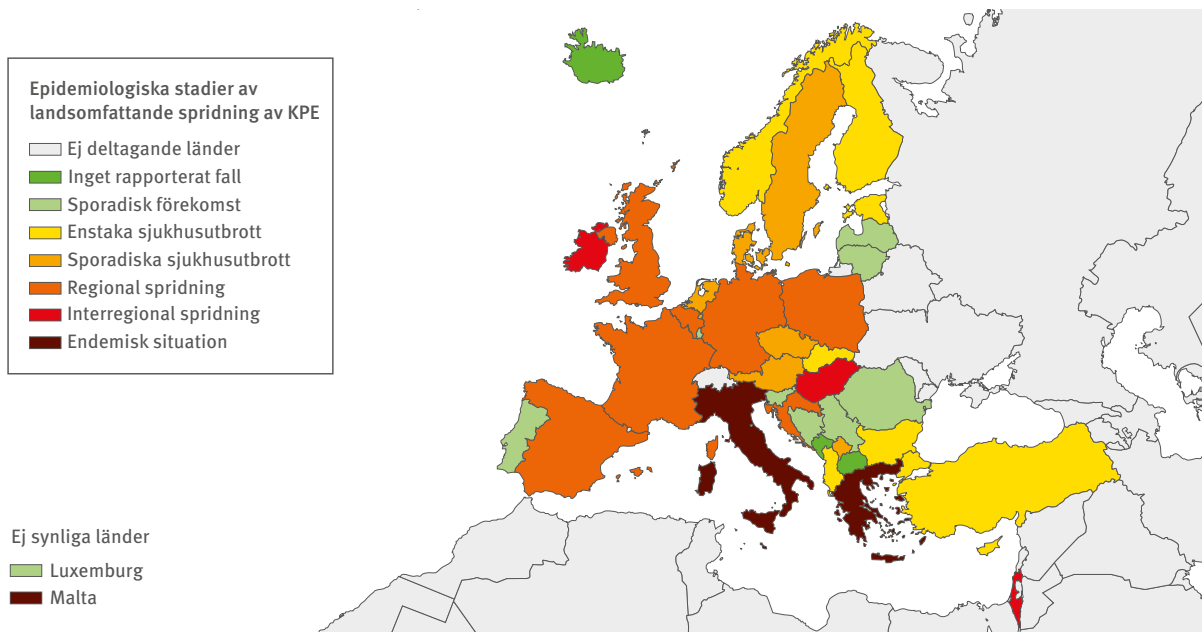 Epidemiologiska stadier av
landsomfattande spridning av KPE
Ej deltagande länder
Inget rapporterat fall
Sporadisk förekomst
Enstaka sjukhusutbrott
Sporadiska sjukhusutbrott
Regional spridning
Interregional spridning
Endemisk situation
Ej synliga länder
Luxemburg
Malta